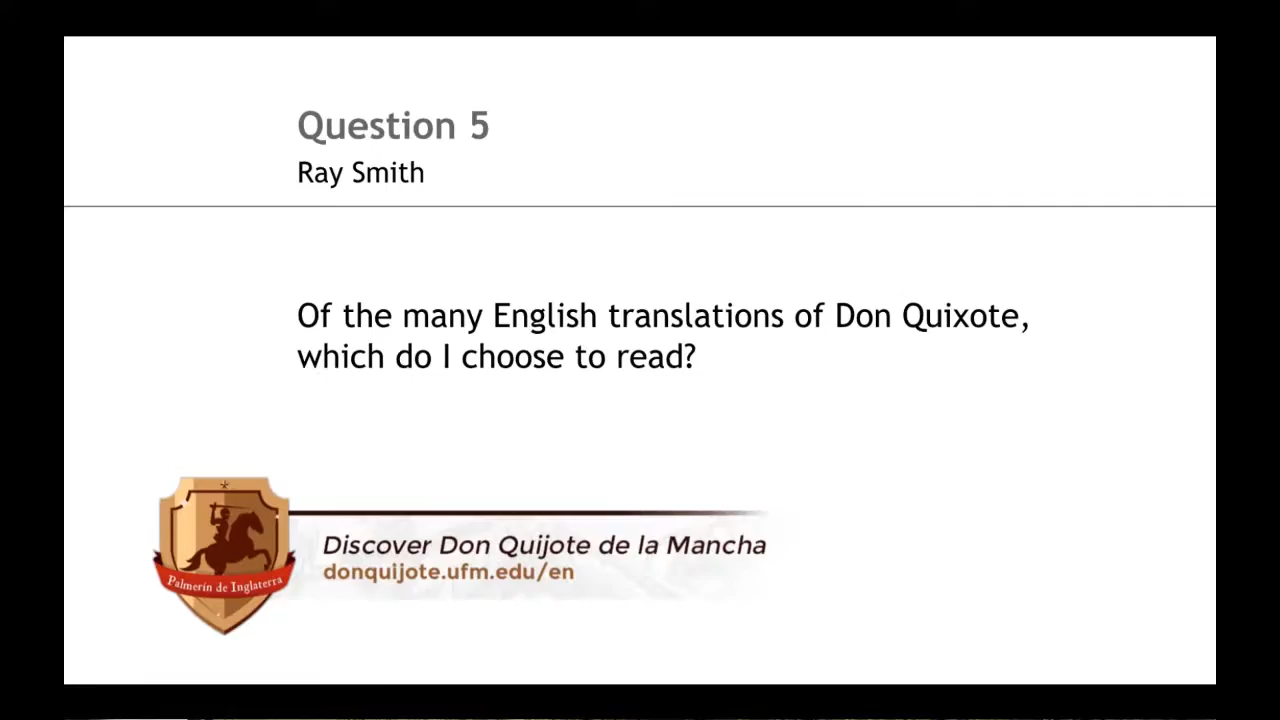 Question 5
Ray Smith
Of the many English translations of Don Quixote,
which do I choose to read?
Discover Don Quijote de la Mancha
donquijote.ufm.edu/en
Palmerín de Inglaterra